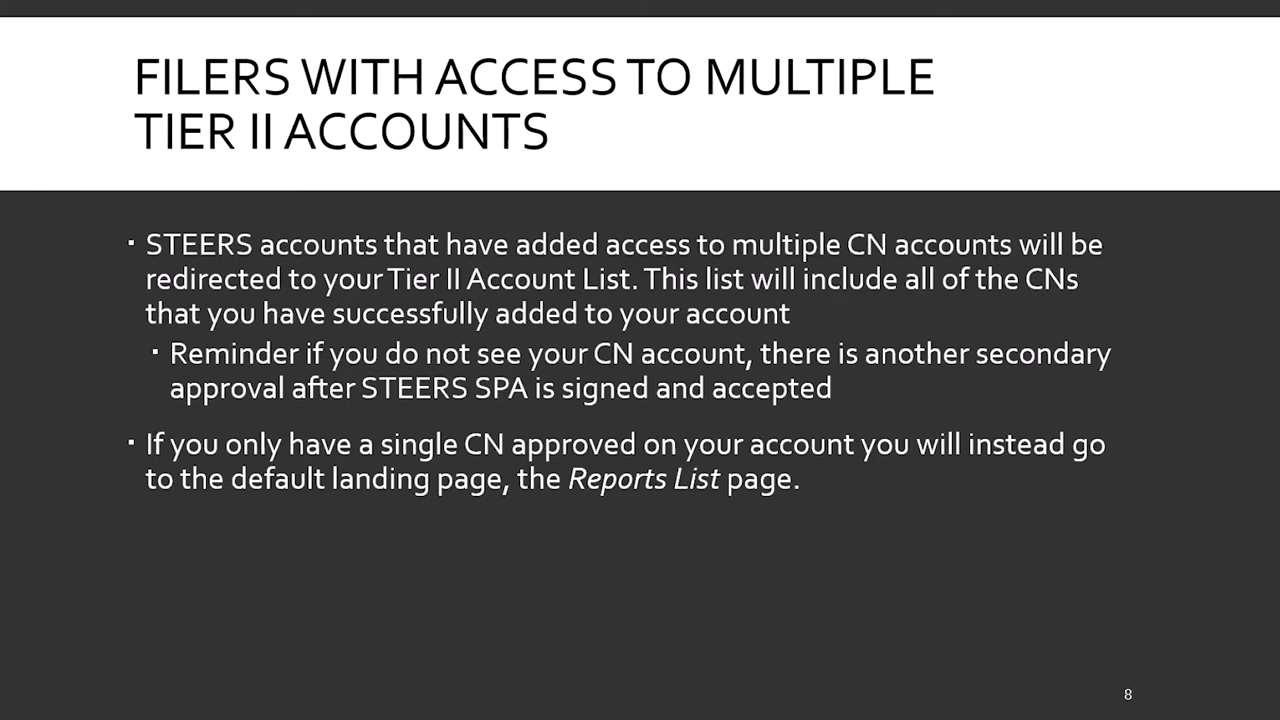 FILERS WITH ACCESS TO MULTIPLE
TIER II ACCOUNTS
▪ STEERS accounts that have added access to multiple CN accounts will be
redirected to your Tier II Account List. This list will include all of the CNs
that you have successfully added to your account
▪ Reminder if you do not see your CN account, there is another secondary
approval after STEERS SPA is signed and accepted
▪ If you only have a single CN approved on your account you will instead go
to the default landing page, the Reports List page.
8